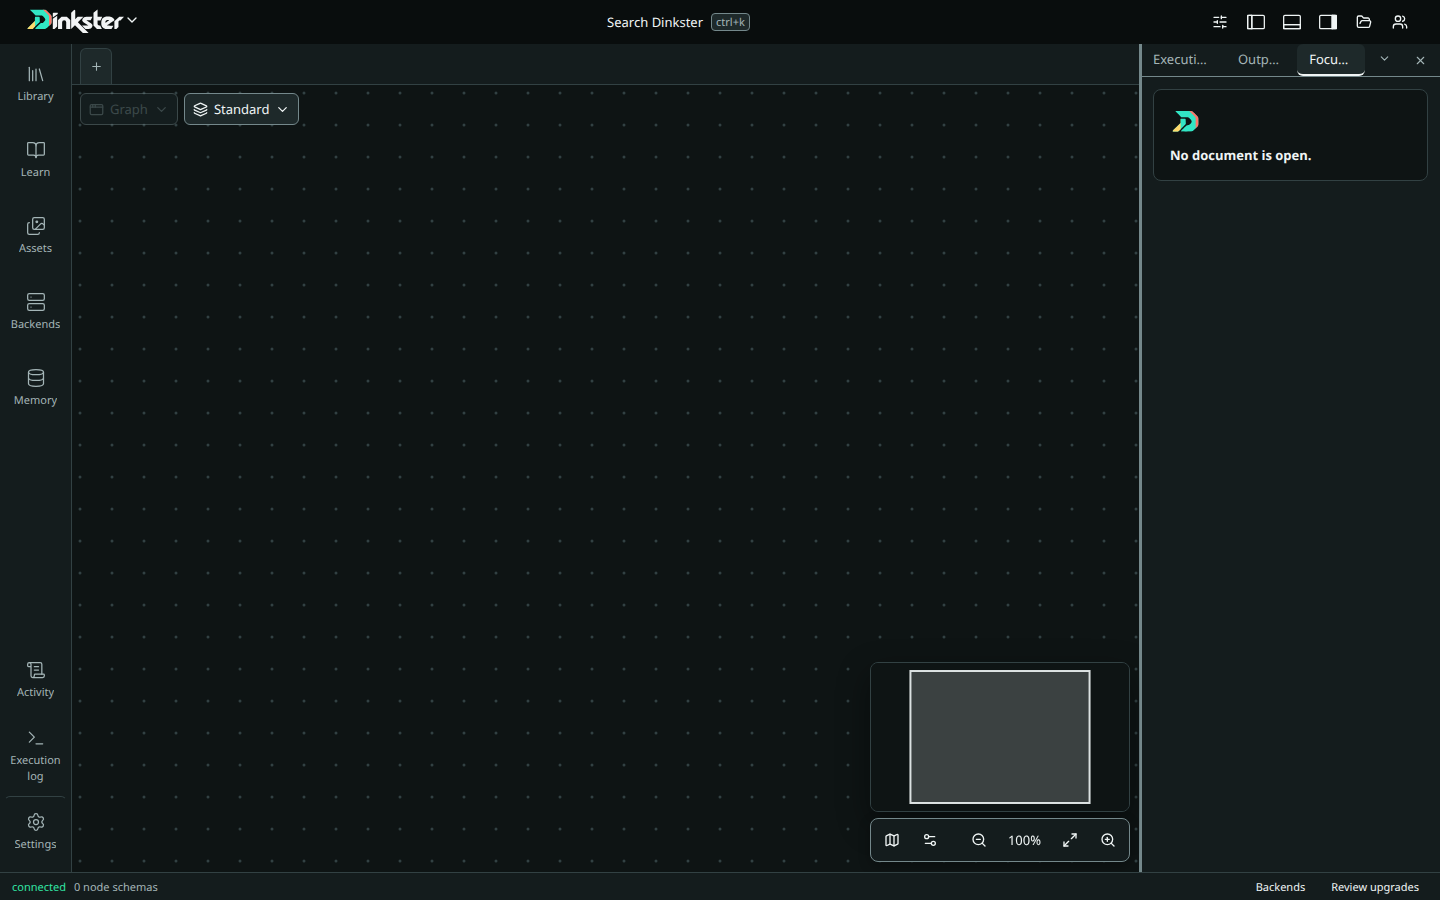 Dinkster
Search Dinkster ctrl+k
Library
Learn
Assets
Backends
Memory
Activity
Execution
log
Settings
+
Graph
Standard
Executi...
Outp...
Focu...
No document is open.
100%
connected
0 node schemas
Backends
Review upgrades